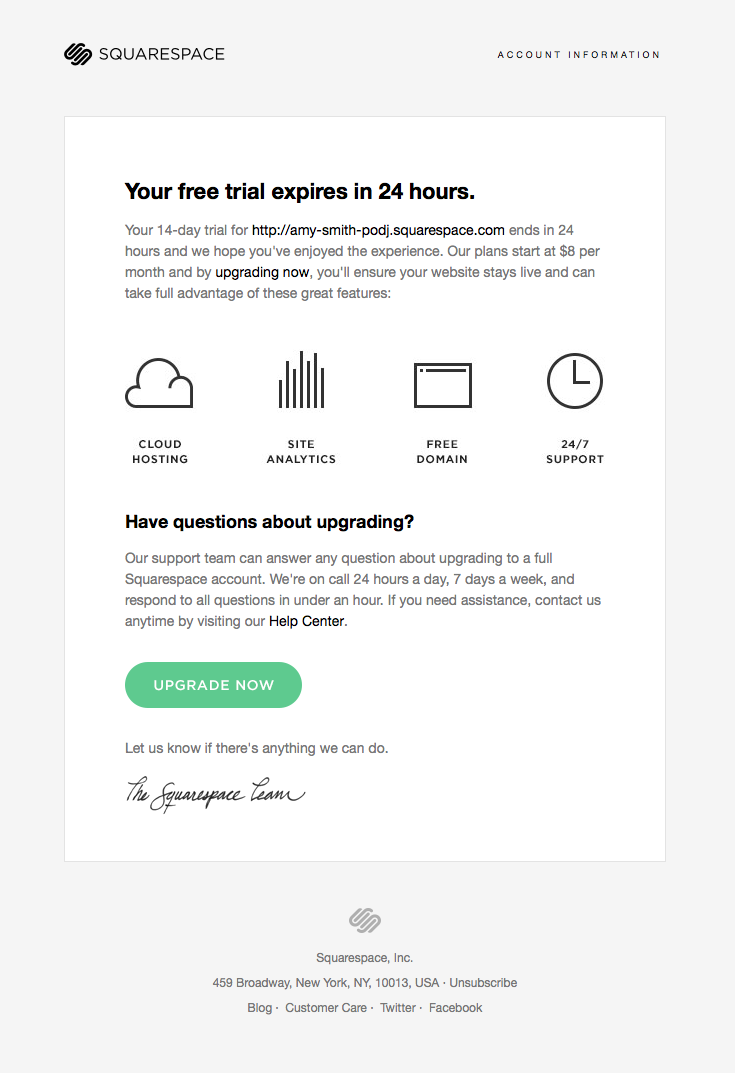 SQUARESPACE
ACCOUNT INFORMATION
Your free trial expires in 24 hours.
Your 14-day trial for http://amy-smith-podj.squarespace.com ends in 24
hours and we hope you've enjoyed the experience. Our plans start at $8 per
month and by upgrading now, you'll ensure your website stays live and can
take full advantage of these great features:
CLOUD
HOSTING
SITE
ANALYTICS
FREE
DOMAIN
24/7
SUPPORT
Have questions about upgrading?
Our support team can answer any question about upgrading to a full
Squarespace account. We're on call 24 hours a day, 7 days a week, and
respond to all questions in under an hour. If you need assistance, contact us
anytime by visiting our Help Center.
UPGRADE NOW
Let us know if there's anything we can do.
The Squarespace Team
Squarespace, Inc.
459 Broadway, New York, NY, 10013, USA · Unsubscribe
Blog · Customer Care · Twitter · Facebook